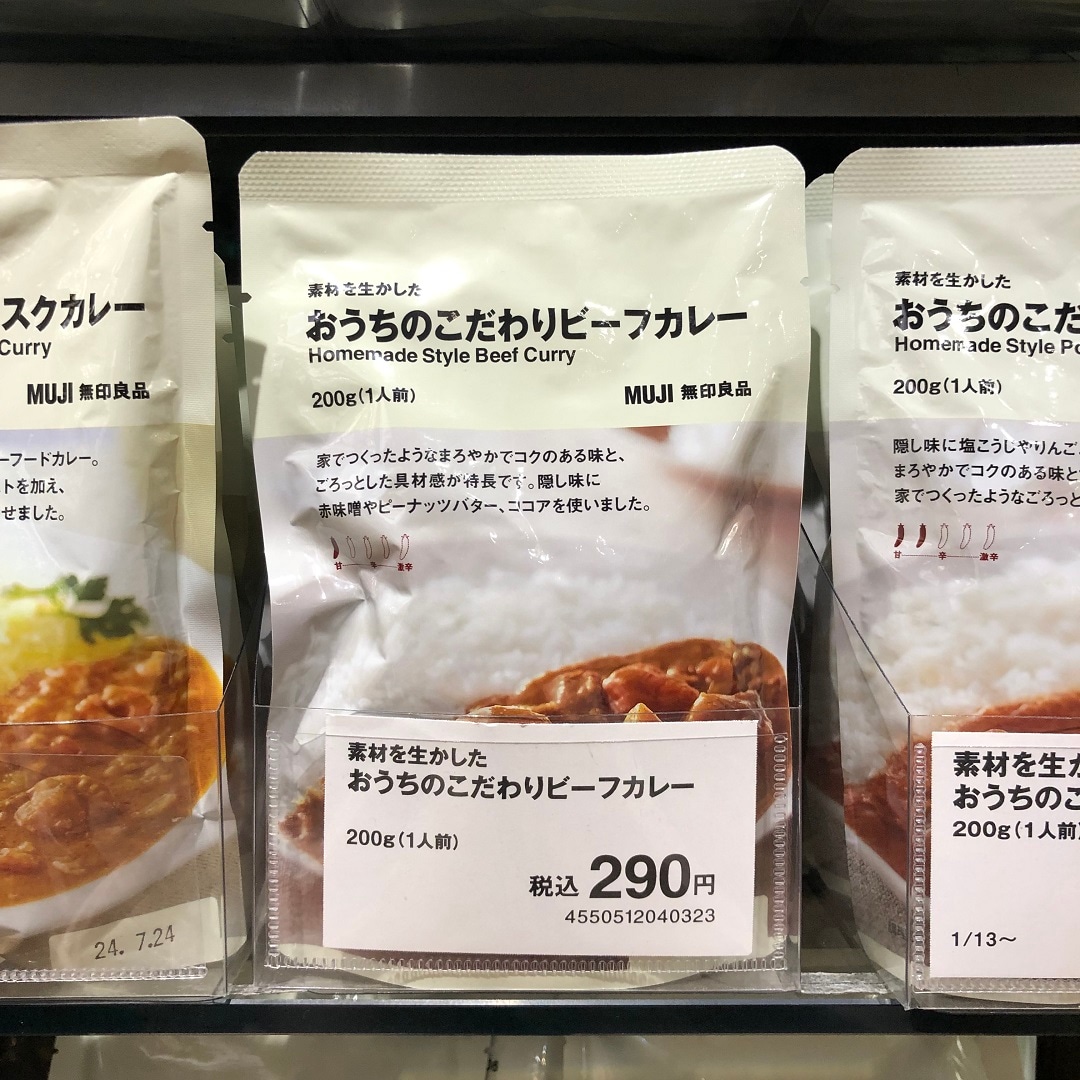 スクカレー
Curry
MUJI 無印良品
ーフードカレー。
トを加え、
せました。
24. 7.24
素材を生かした
おうちのこだわりビーフカレー
Homemade Style Beef Curry
200g(1人前)
MUJI 無印良品
家でつくったようなまろやかでコクのある味と、
ごろっとした具材感が特長です。隠し味に
赤味噌やピーナッツバター、ココアを使いました。
甘 辛 激辛
素材を生かした
おうちのこだわりビーフカレー
200g(1人前)
税込 290円
4550512040323
素材を生かした
おうちのこだ
Homemade Style Po
200g(1人前)
隠し味に塩こうじやりんご
まろやかでコクのある味と
家でつくったようなごろっと
甘 辛 激辛
素材を生か
おうちのこ
200g(1人前)
1/13〜